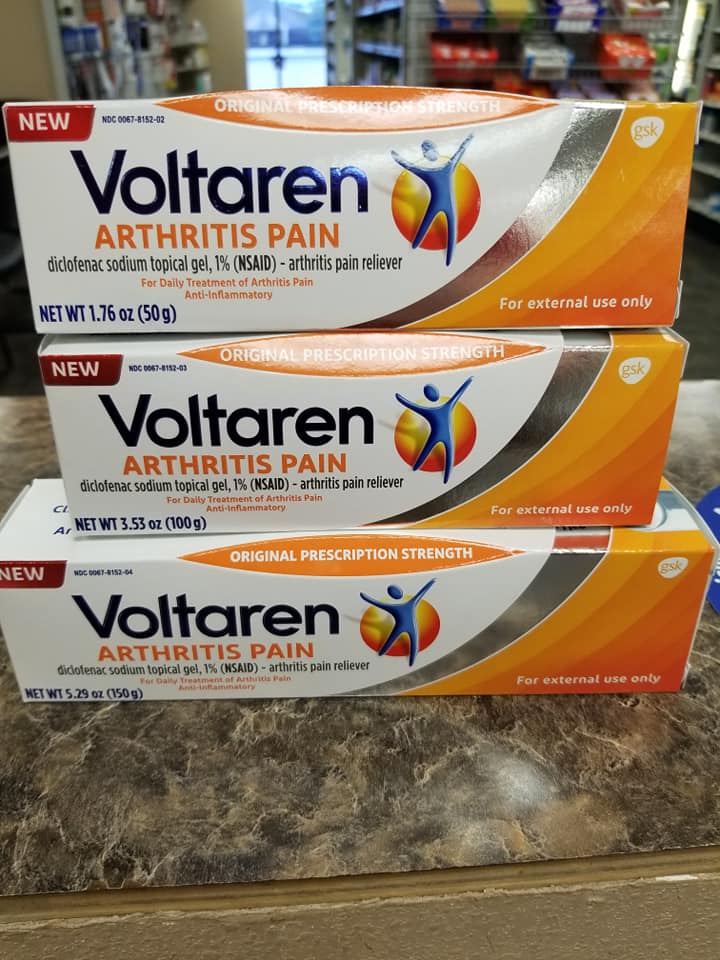 ORIGINAL PRESCRIPTION STRENGTH
NEW
NDC 0067-8152-02
gsk
Voltaren
ARTHRITIS PAIN
diclofenac sodium topical gel, 1% (NSAID) – arthritis pain reliever
For Daily Treatment of Arthritis Pain
Anti-Inflammatory
NET WT 1.76 oz (50 g)
For external use only
ORIGINAL PRESCRIPTION STRENGTH
NEW
NDC 0067-8152-03
gsk
Voltaren
ARTHRITIS PAIN
diclofenac sodium topical gel, 1% (NSAID) – arthritis pain reliever
For Daily Treatment of Arthritis Pain
Anti-Inflammatory
NET WT 3.53 oz (100 g)
For external use only
ORIGINAL PRESCRIPTION STRENGTH
NEW
NDC 0067-8152-04
gsk
Voltaren
ARTHRITIS PAIN
diclofenac sodium topical gel, 1% (NSAID) – arthritis pain reliever
For Daily Treatment of Arthritis Pain
Anti-Inflammatory
NET WT 5.29 oz (150 g)
For external use only